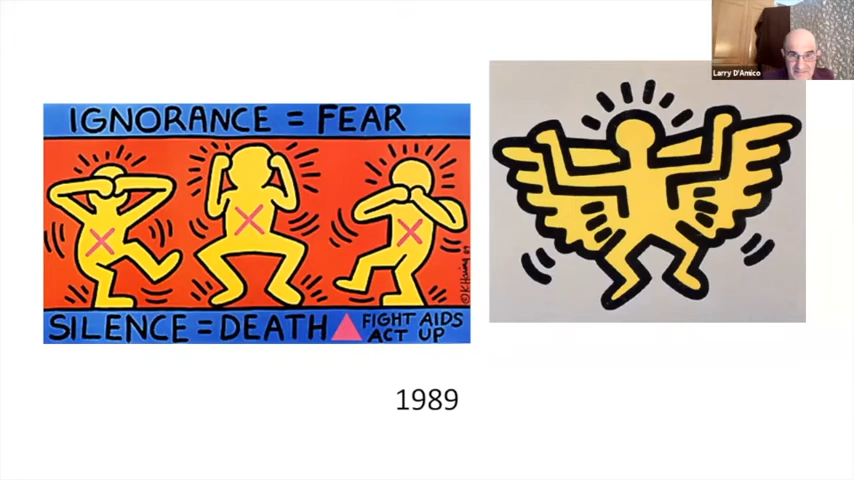 Larry D'Amico
IGNORANCE = FEAR
© K. Haring 89
SILENCE = DEATH
FIGHT AIDS
ACT UP
1989